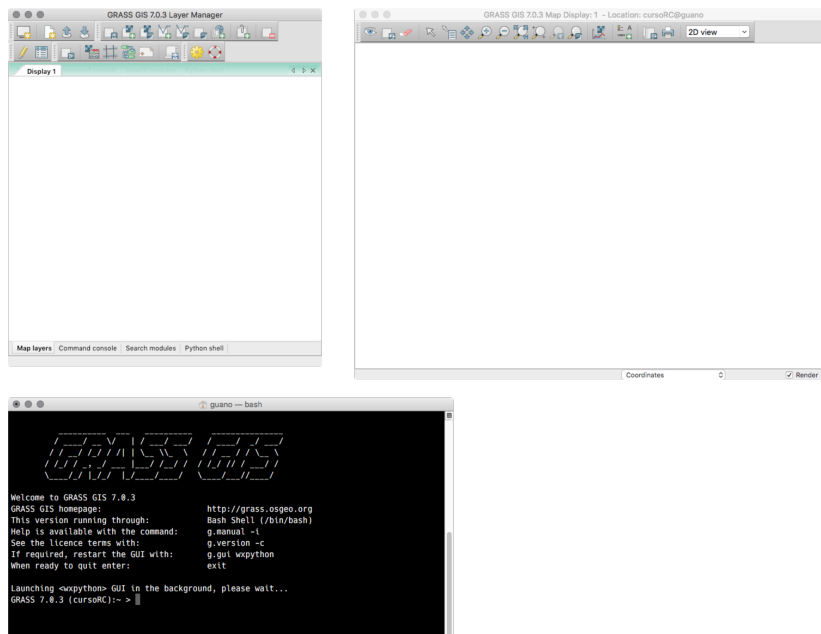 GRASS GIS 7.0.3 Layer Manager
Display 1
Map layers Command console Search modules Python shell
GRASS GIS 7.0.3 Map Display: 1 - Location: cursoRC@guano
2D view
Coordinates
Render
guano — bash
GRASS GIS
Welcome to GRASS GIS 7.0.3
GRASS GIS homepage: http://grass.osgeo.org
This version running through: Bash Shell (/bin/bash)
Help is available with the command: g.manual -i
See the licence terms with: g.version -c
If required, restart the GUI with: g.gui wxpython
When ready to quit enter: exit
Launching <wxpython> GUI in the background, please wait...
GRASS 7.0.3 (cursoRC):~ >